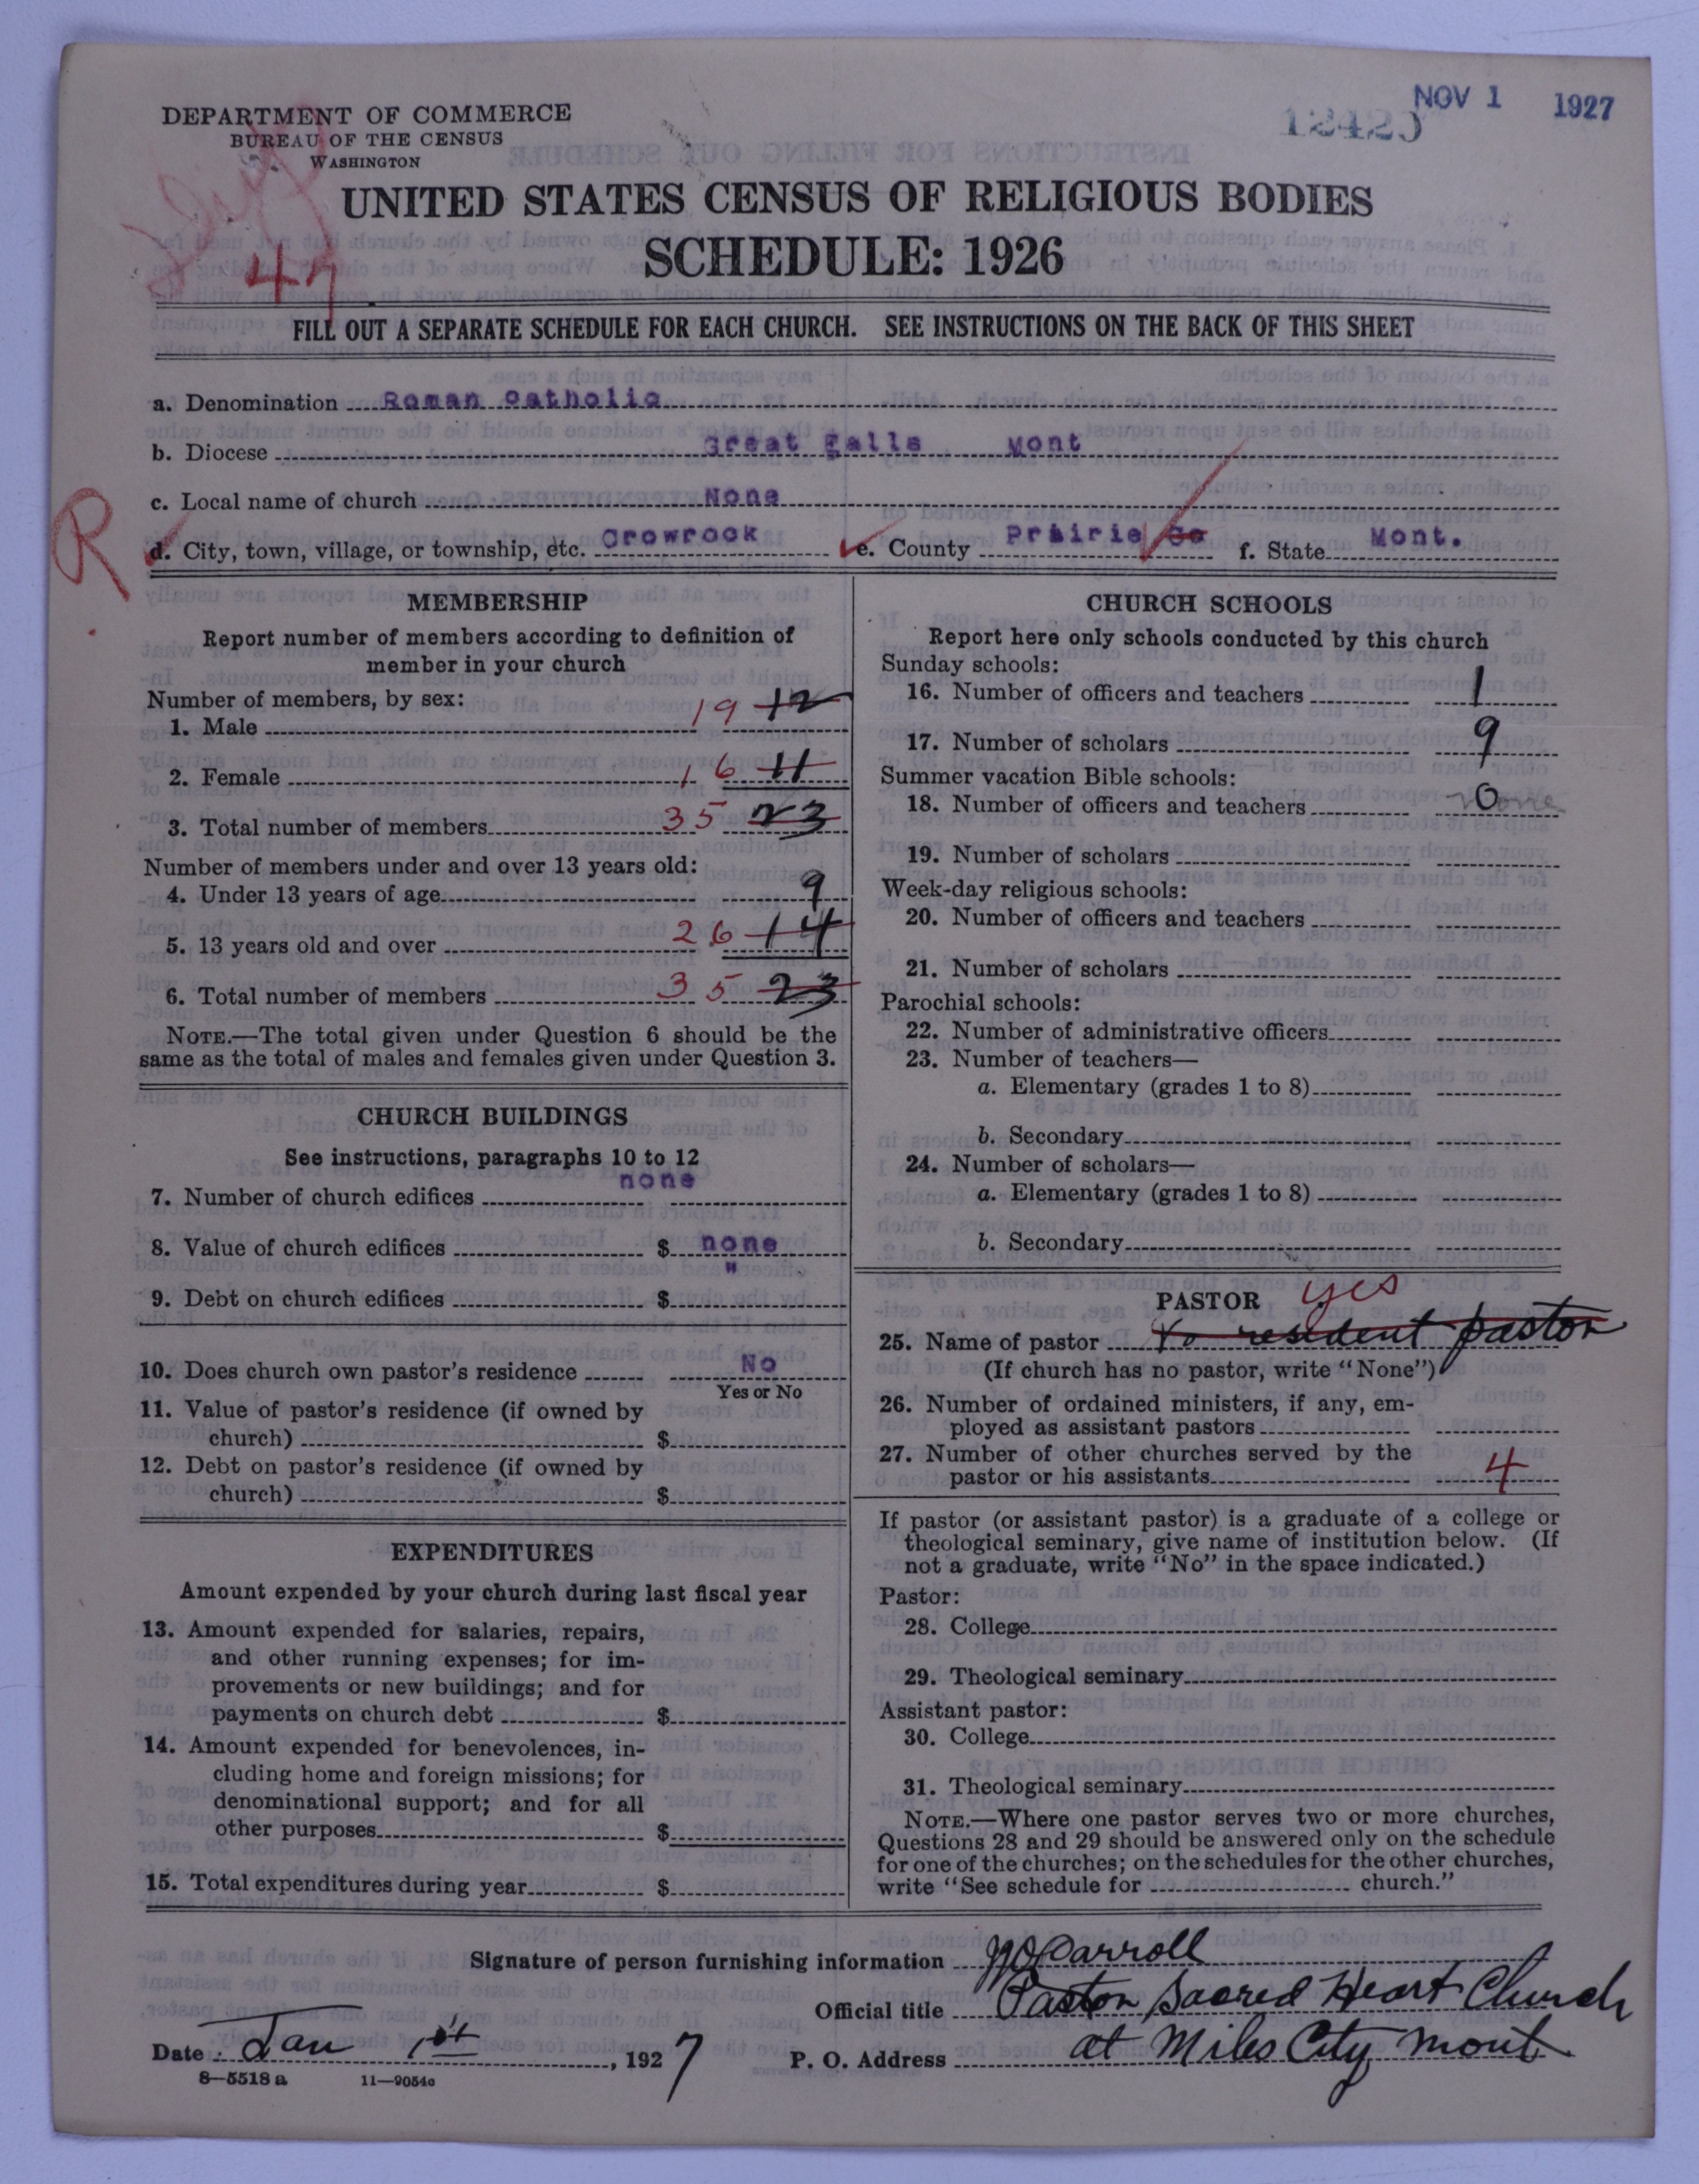 DEPARTMENT OF COMMERCE
BUREAU OF THE CENSUS
WASHINGTON
NOV 1 1927
UNITED STATES CENSUS OF RELIGIOUS BODIES
SCHEDULE: 1926
47
FILL OUT A SEPARATE SCHEDULE FOR EACH CHURCH. SEE INSTRUCTIONS ON THE BACK OF THIS SHEET
a. Denomination Roman Catholic
b. Diocese Great Falls Mont
c. Local name of church None
R
d. City, town, village, or township, etc. Crowrock e. County Prairie Co f. State Mont.
MEMBERSHIP
Report number of members according to definition of
member in your church
Number of members, by sex:
1. Male 19 12
2. Female 16 11
3. Total number of members 35 23
Number of members under and over 13 years old:
4. Under 13 years of age 9
5. 13 years old and over 26 14
6. Total number of members 35 23
NOTE.—The total given under Question 6 should be the
same as the total of males and females given under Question 3.
CHURCH BUILDINGS
See instructions, paragraphs 10 to 12
7. Number of church edifices none
8. Value of church edifices $ none
9. Debt on church edifices $ "
10. Does church own pastor's residence No
Yes or No
11. Value of pastor's residence (if owned by
church) $
12. Debt on pastor's residence (if owned by
church) $
EXPENDITURES
Amount expended by your church during last fiscal year
13. Amount expended for salaries, repairs,
and other running expenses; for im-
provements or new buildings; and for
payments on church debt $
14. Amount expended for benevolences, in-
cluding home and foreign missions; for
denominational support; and for all
other purposes $
15. Total expenditures during year $
CHURCH SCHOOLS
Report here only schools conducted by this church
Sunday schools:
16. Number of officers and teachers 1
17. Number of scholars 9
Summer vacation Bible schools:
18. Number of officers and teachers None 0
19. Number of scholars
Week-day religious schools:
20. Number of officers and teachers
21. Number of scholars
Parochial schools:
22. Number of administrative officers
23. Number of teachers—
a. Elementary (grades 1 to 8)
b. Secondary
24. Number of scholars—
a. Elementary (grades 1 to 8)
b. Secondary
PASTOR yes
25. Name of pastor No resident pastor
(If church has no pastor, write "None")
26. Number of ordained ministers, if any, em-
ployed as assistant pastors
27. Number of other churches served by the
pastor or his assistants 4
If pastor (or assistant pastor) is a graduate of a college or
theological seminary, give name of institution below. (If
not a graduate, write "No" in the space indicated.)
Pastor:
28. College
29. Theological seminary
Assistant pastor:
30. College
31. Theological seminary
NOTE.—Where one pastor serves two or more churches,
Questions 28 and 29 should be answered only on the schedule
for one of the churches; on the schedules for the other churches,
write "See schedule for church."
Signature of person furnishing information
Official title Pastor Sacred Heart Church
Date Jan 1st, 1927 P. O. Address at Miles City Mont
8—5518a 11—9054a